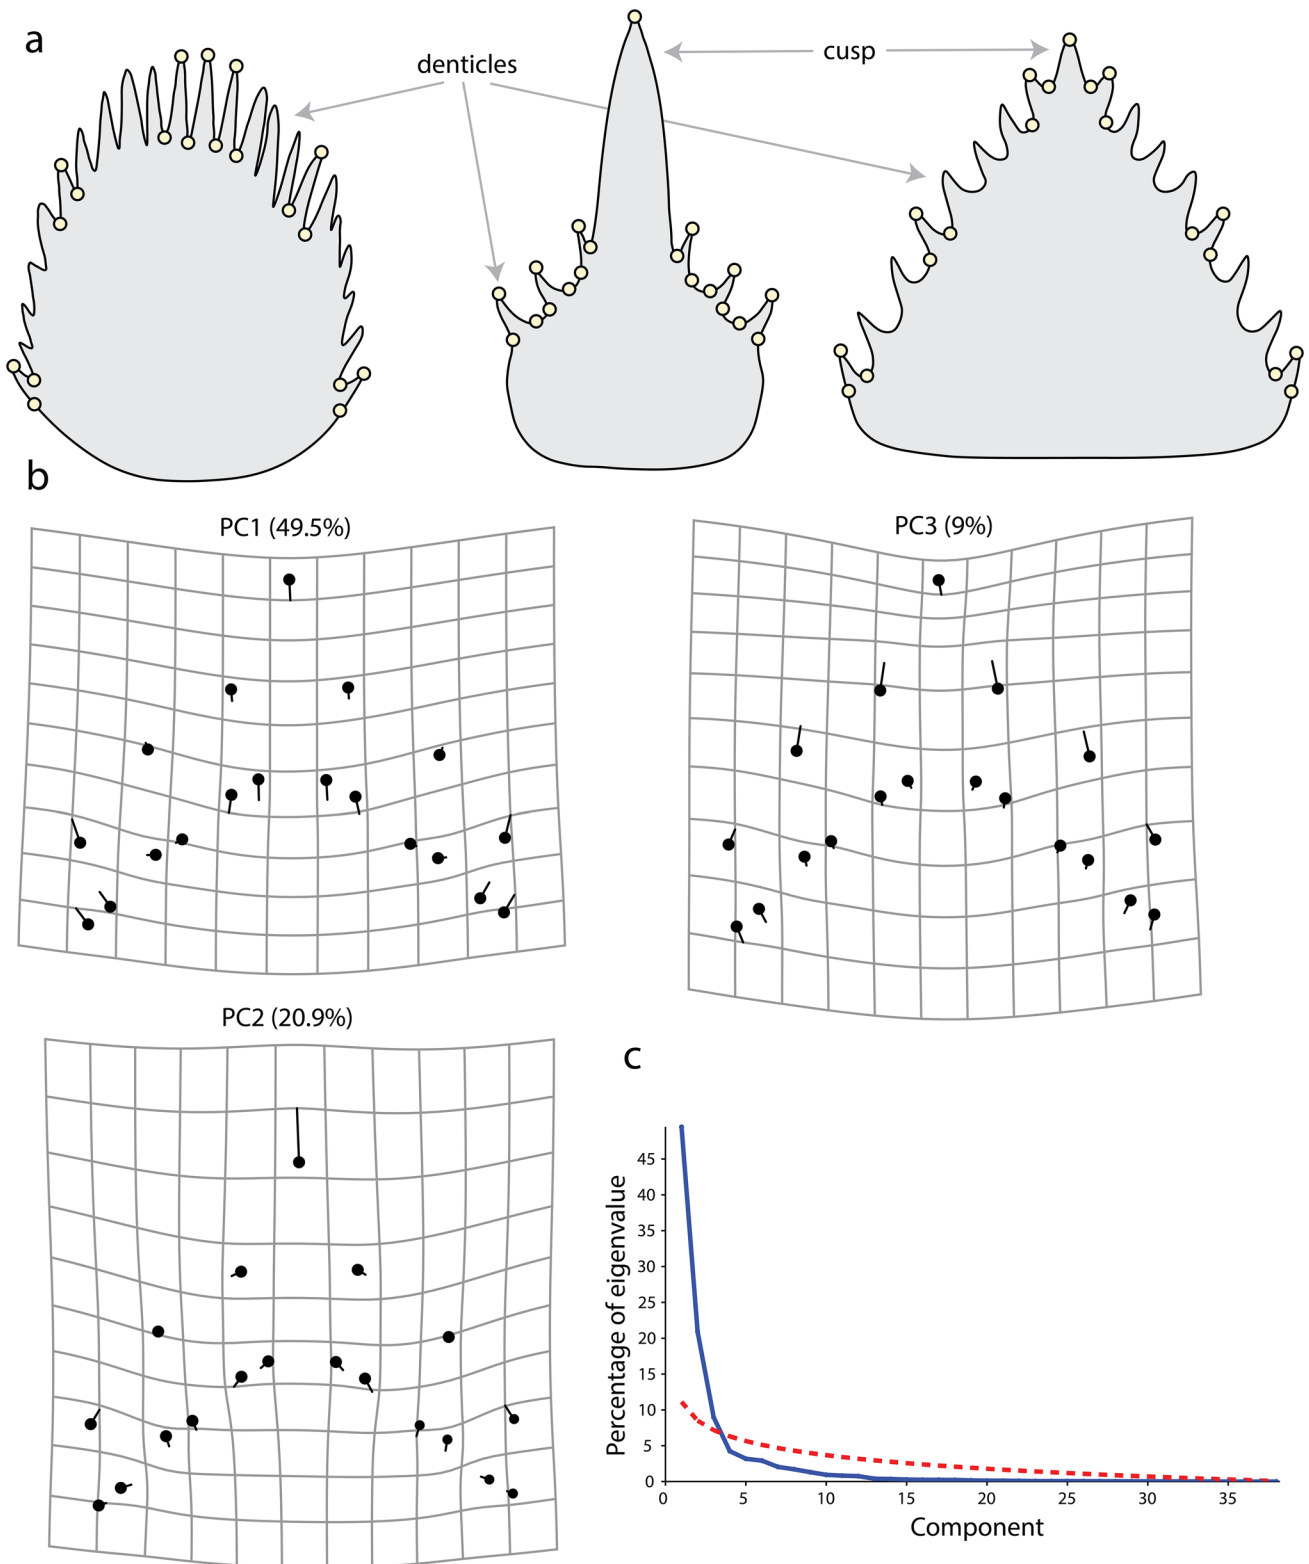 a
denticles
cusp
b
PC1 (49.5%)
PC3 (9%)
PC2 (20.9%)
c
Percentage of eigenvalue
45
40
35
30
25
20
15
10
5
0
0 5 10 15 20 25 30 35
Component